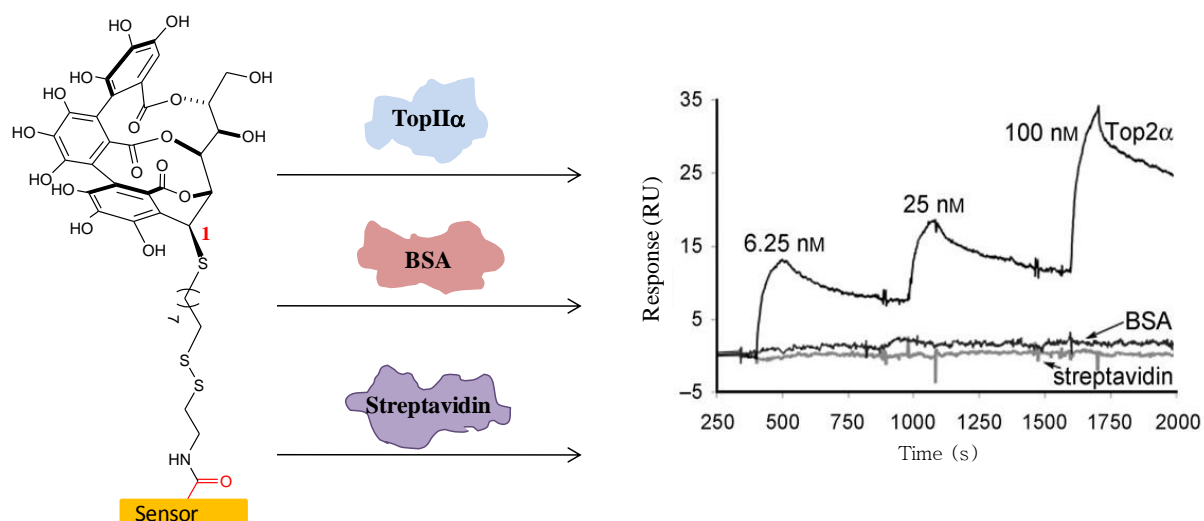 OH
HO
OH
HO
OH
HO
O
HO
O
HO
OH
O
O
O
HO
HO
O
HO
OH
1
S
7
S
S
HN
O
Sensor
TopIIα
BSA
Streptavidin
Response (RU)
35
25
15
5
−5
6.25 nM
25 nM
100 nM
Top2α
BSA
streptavidin
250 500 750 1000 1250 1500 1750 2000
Time (s)